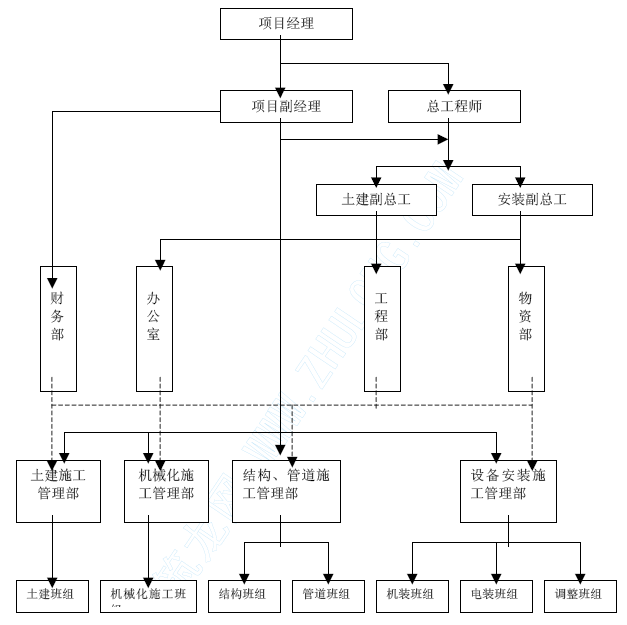 项目经理
项目副经理
总工程师
土建副总工
安装副总工
财
务
部
办
公
室
工
程
部
物
资
部
土建施工
管理部
机械化施
工管理部
结构、管道施
工管理部
设备安装施
工管理部
土建班组
机械化施工班
结构班组
管道班组
机装班组
电装班组
调整班组
WWW.ZHULONG.COM